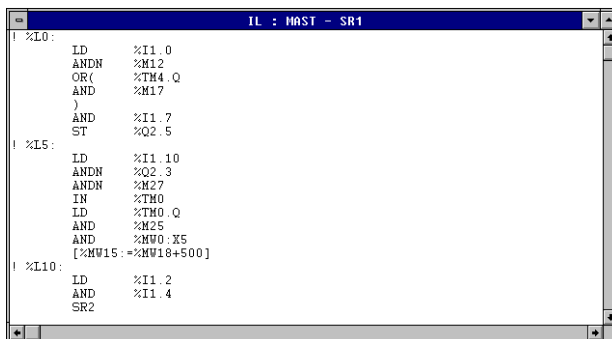 IL : MAST - SR1
! %L0:
LD %I1.0
ANDN %M12
OR( %TM4.Q
AND %M17
)
AND %I1.7
ST %Q2.5
! %L5:
LD %I1.10
ANDN %Q2.3
ANDN %M27
IN %TM0
LD %TM0.Q
AND %M25
AND %MW0:X5
[%MW15:=%MW18+500]
! %L10:
LD %I1.2
AND %I1.4
SR2